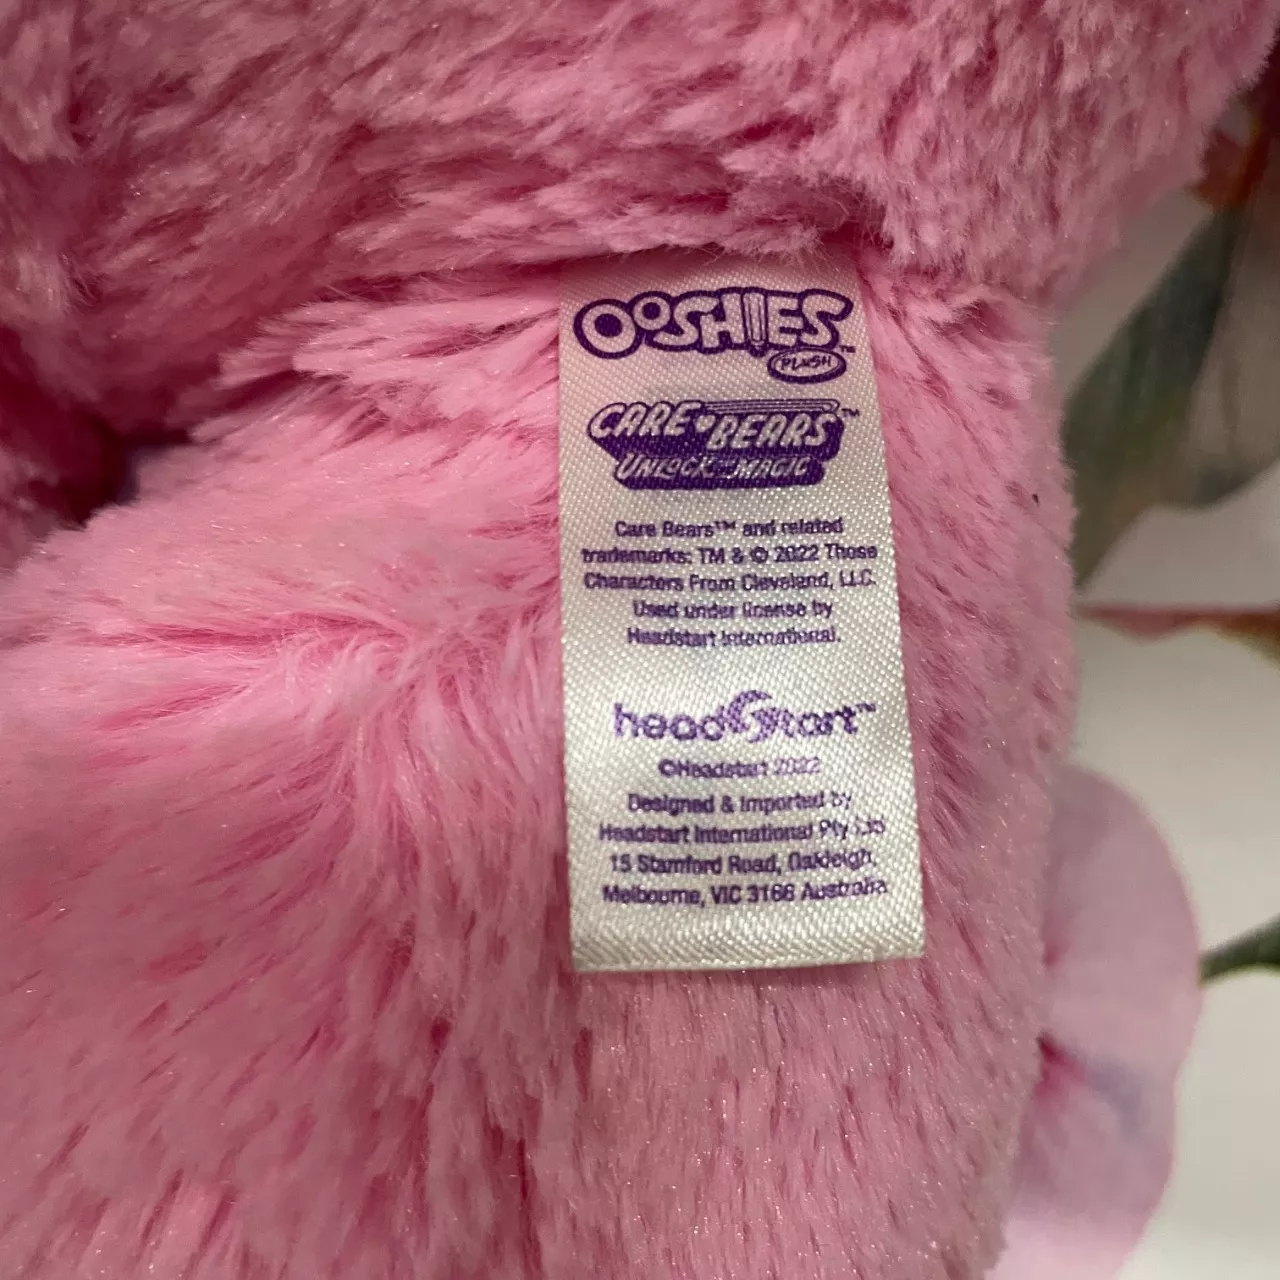 OOSHIES™
PLUSH
CARE BEARS™
UNLOCK THE MAGIC
Care Bears™ and related
trademarks: TM & © 2022 Those
Characters From Cleveland, LLC.
Used under license by
Headstart International.
headstart™
©Headstart 2022
Designed & Imported by
Headstart International Pty Ltd
15 Stamford Road, Oakleigh,
Melbourne, VIC 3166 Australia